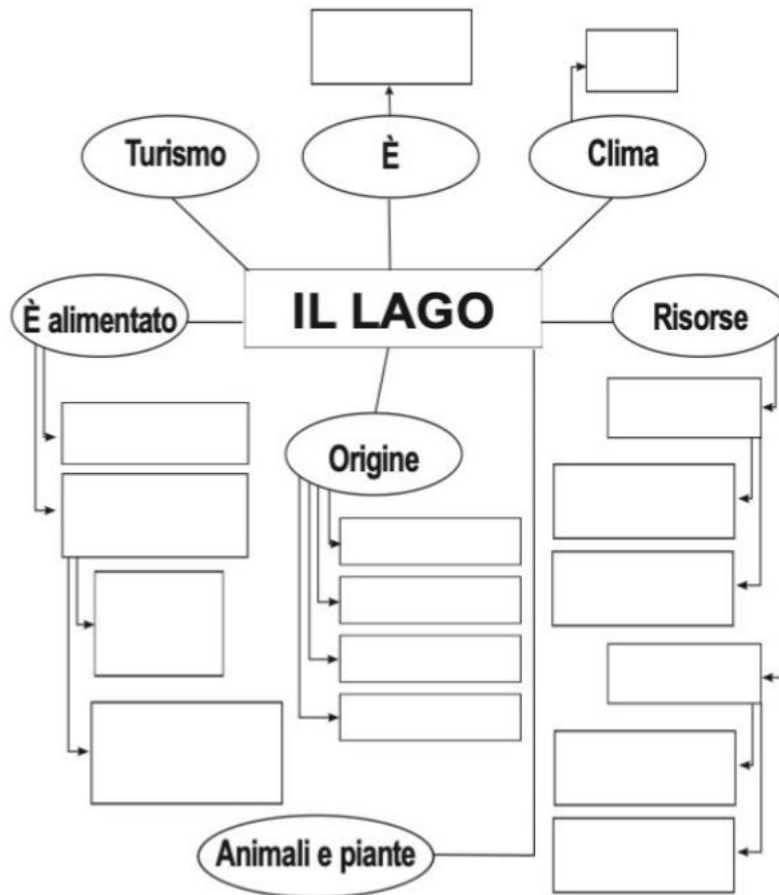 Turismo
È
Clima
È alimentato
IL LAGO
Risorse
Origine
Animali e piante